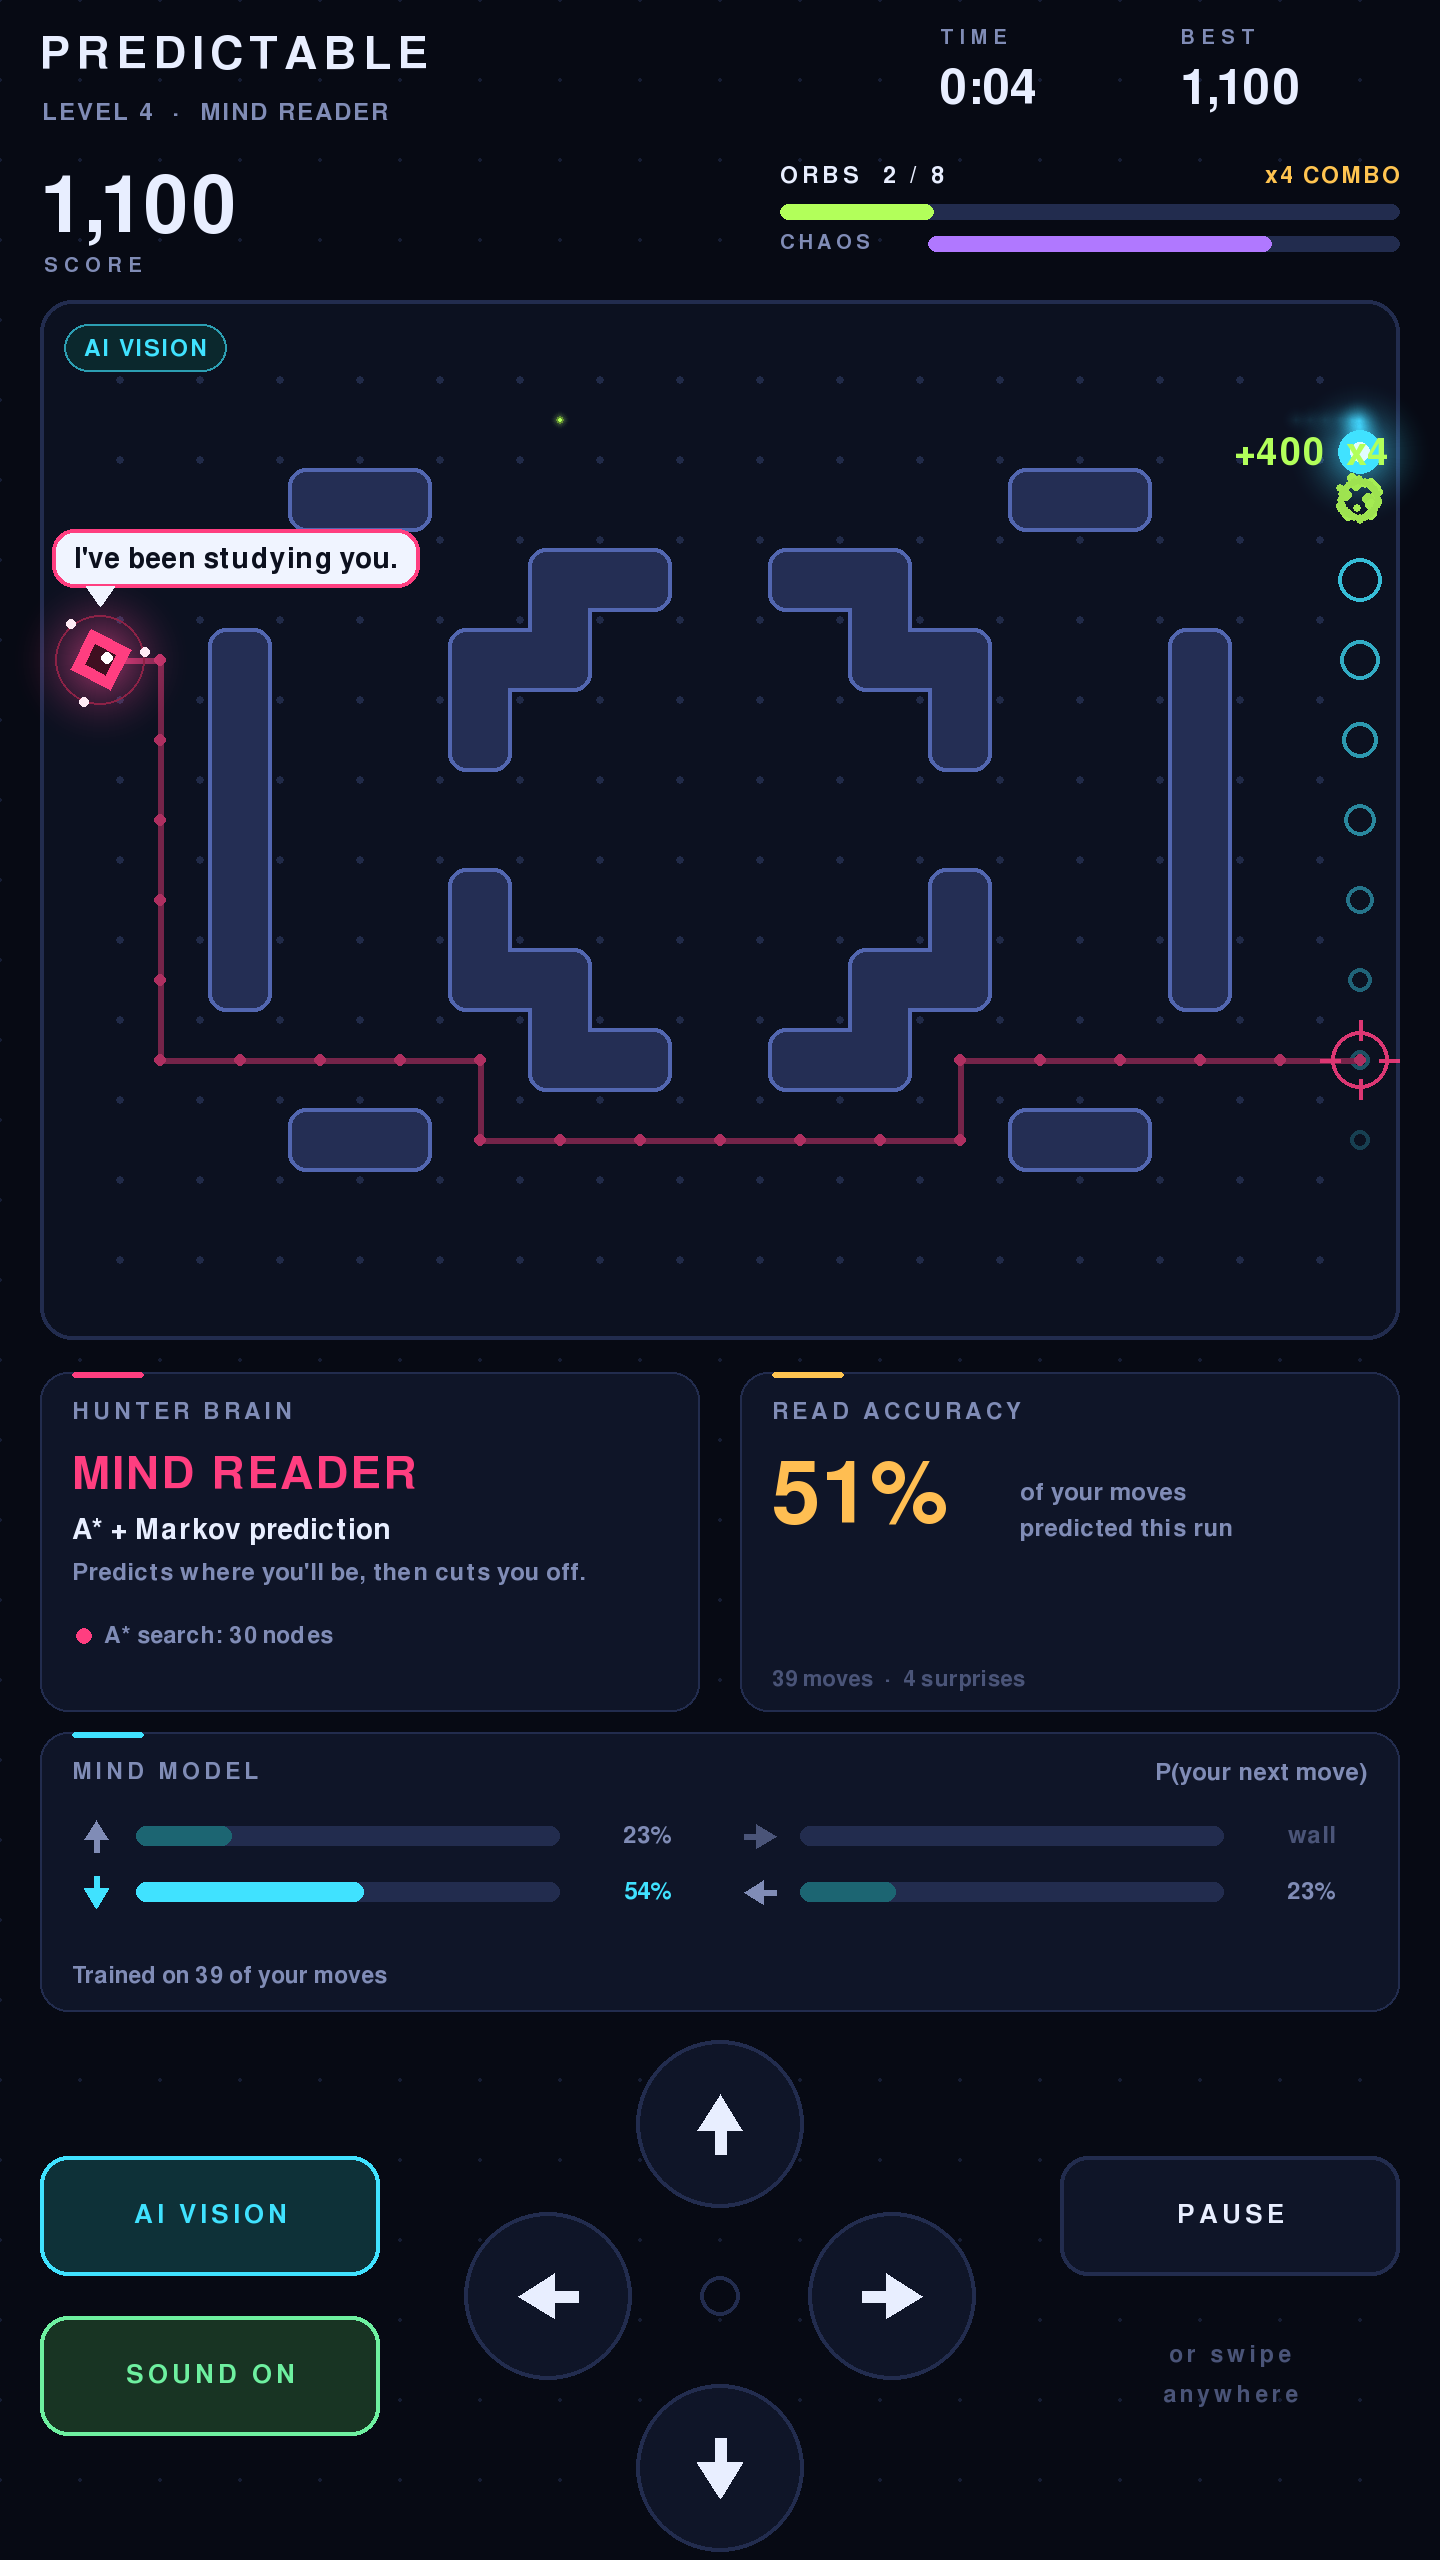 PREDICTABLE
LEVEL 4 · MIND READER
TIME
0:04
BEST
1,100
1,100
SCORE
ORBS 2 / 8
x4 COMBO
CHAOS
AI VISION
+400 x4
I've been studying you.
HUNTER BRAIN
MIND READER
A* + Markov prediction
Predicts where you'll be, then cuts you off.
A* search: 30 nodes
READ ACCURACY
51%
of your moves
predicted this run
39 moves · 4 surprises
MIND MODEL
P(your next move)
23%
wall
54%
23%
Trained on 39 of your moves
AI VISION
SOUND ON
PAUSE
or swipe
anywhere